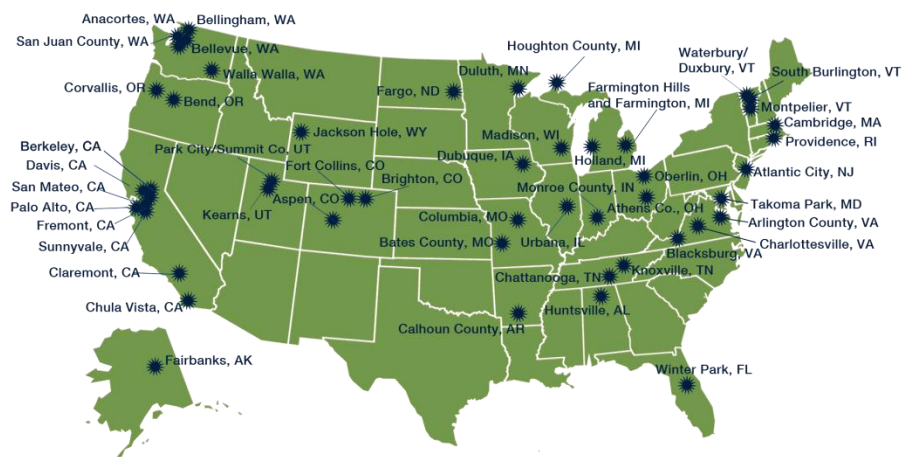 Anacortes, WA
Bellingham, WA
San Juan County, WA
Bellevue, WA
Walla Walla, WA
Corvallis, OR
Bend, OR
Fargo, ND
Duluth, MN
Houghton County, MI
Farmington Hills
and Farmington, MI
Waterbury/
Duxbury, VT
South Burlington, VT
Montpelier, VT
Cambridge, MA
Providence, RI
Jackson Hole, WY
Park City/Summit Co, UT
Fort Collins, CO
Brighton, CO
Madison, WI
Dubuque, IA
Holland, MI
Oberlin, OH
Atlantic City, NJ
Berkeley, CA
Davis, CA
San Mateo, CA
Palo Alto, CA
Fremont, CA
Sunnyvale, CA
Kearns, UT
Aspen, CO
Monroe County, IN
Athens Co., OH
Takoma Park, MD
Arlington County, VA
Charlottesville, VA
Columbia, MO
Bates County, MO
Urbana, IL
Blacksburg, VA
Claremont, CA
Chula Vista, CA
Chattanooga, TN
Knoxville, TN
Huntsville, AL
Calhoun County, AR
Fairbanks, AK
Winter Park, FL